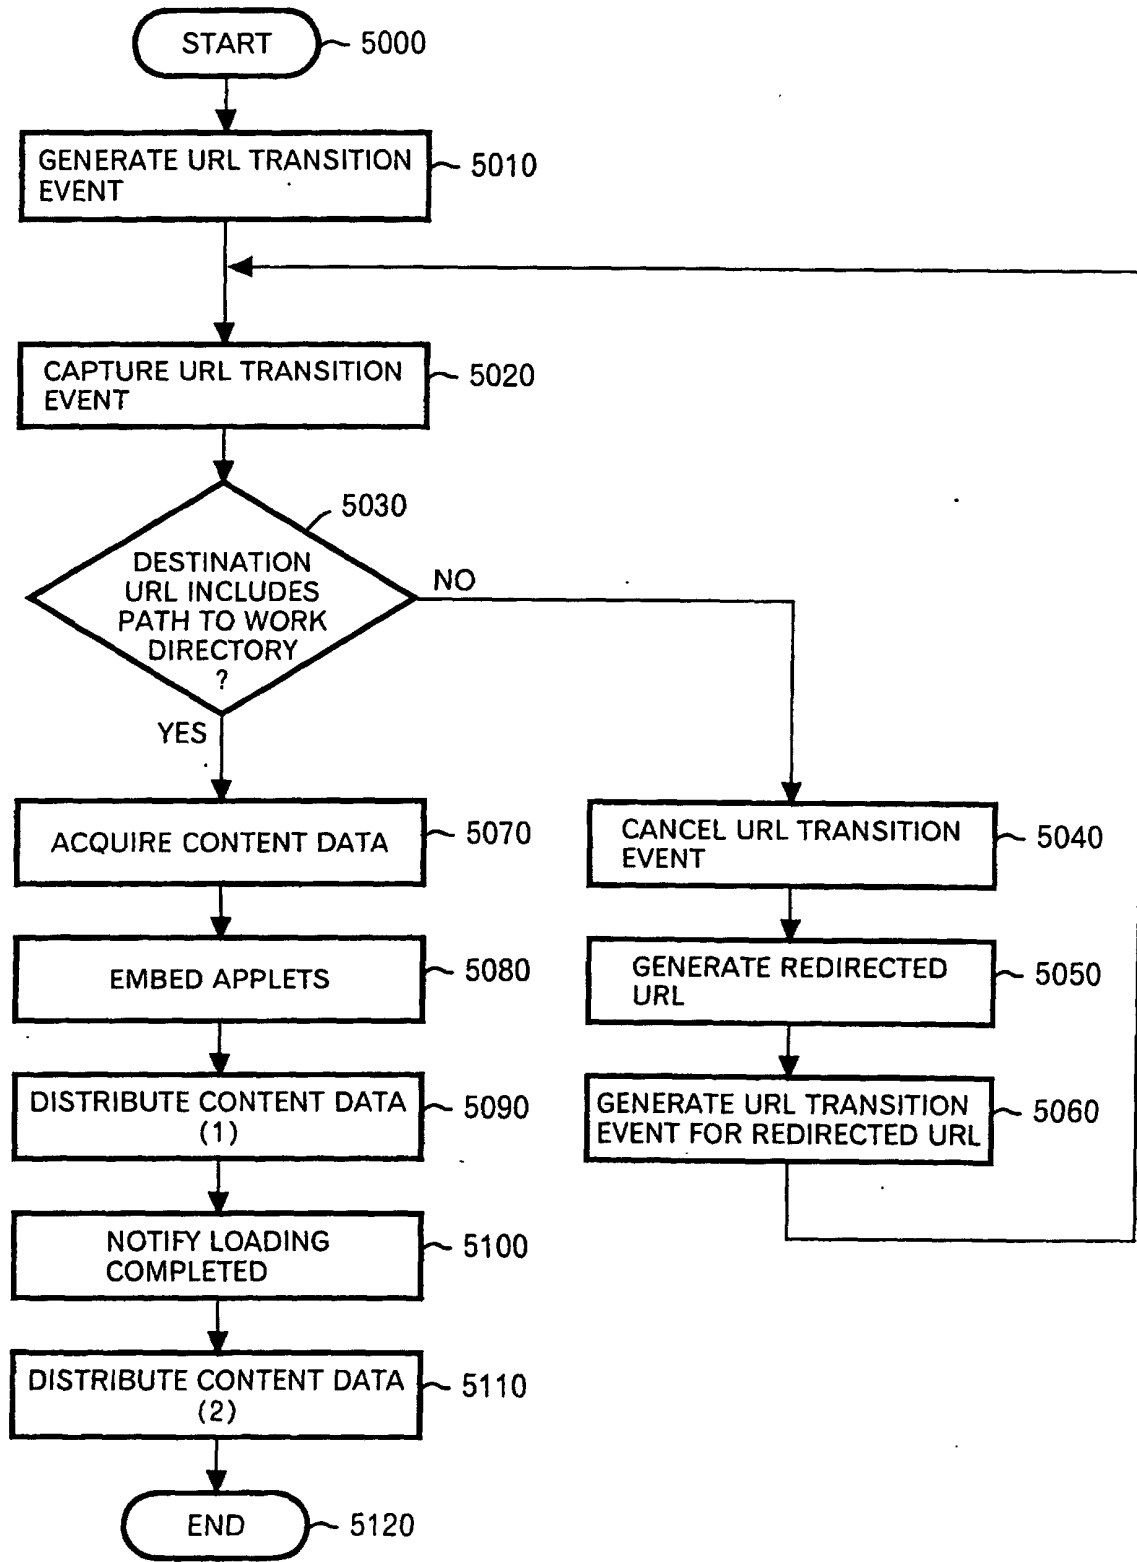 START
5000
GENERATE URL TRANSITION
EVENT
5010
CAPTURE URL TRANSITION
EVENT
5020
5030
DESTINATION
URL INCLUDES
PATH TO WORK
DIRECTORY
?
NO
YES
ACQUIRE CONTENT DATA
5070
CANCEL URL TRANSITION
EVENT
5040
EMBED APPLETS
5080
GENERATE REDIRECTED
URL
5050
DISTRIBUTE CONTENT DATA
(1)
5090
GENERATE URL TRANSITION
EVENT FOR REDIRECTED URL
5060
NOTIFY LOADING
COMPLETED
5100
DISTRIBUTE CONTENT DATA
(2)
5110
END
5120